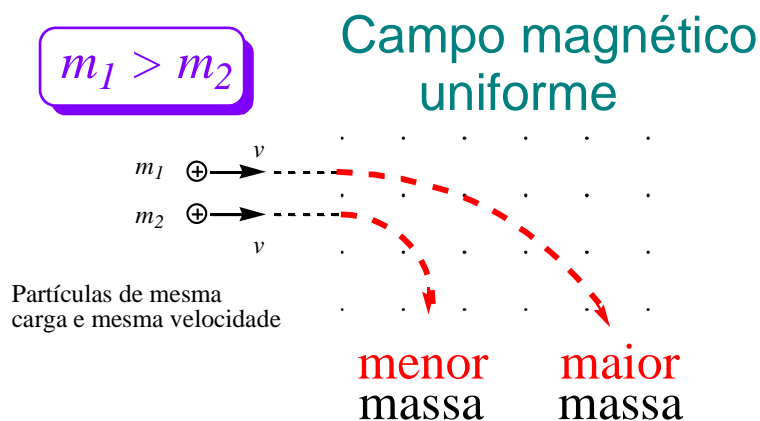 m1 > m2
Campo magnético
uniforme
m1 + v
m2 + v
Partículas de mesma
carga e mesma velocidade
menor maior
massa massa